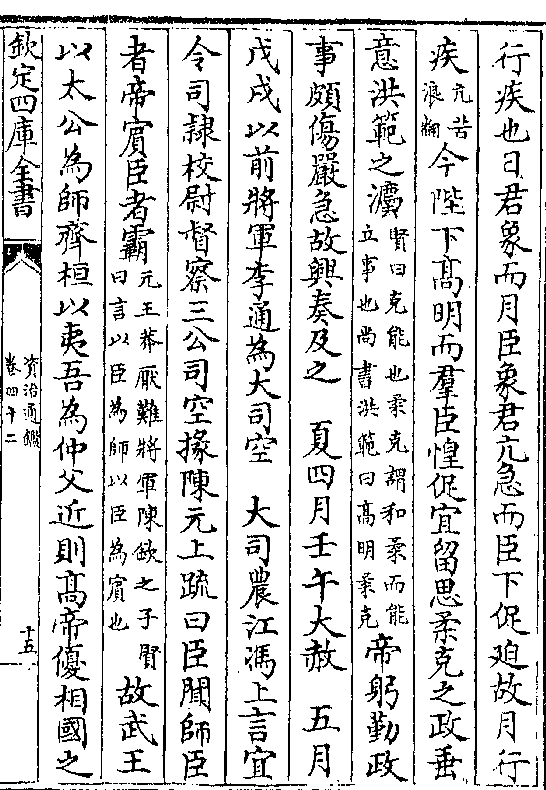 行疾也日君象而月臣象君亢急而臣下促迫故月行
疾亢苦浪翻今陛下高明而羣臣惶促宜留思柔克之政垂
意洪範之灋賢曰克能也柔克謂和柔而能立事也尚書洪範曰高明柔克帝躬勤政
事頗傷嚴急故興奏及之 夏四月壬午大赦 五月
戊戌以前將軍李通為大司空 大司農江馮上言宜
令司隸校尉督察三公司空掾陳元上疏曰臣聞師臣
者帝賓臣者霸元王莽厭難將軍陳欽之子賢曰言以臣為師以臣為賓也故武王
以太公為師齊桓以夷吾為仲父近則高帝優相國之
欽定四庫全書
資治通鑑
卷四十二
十五